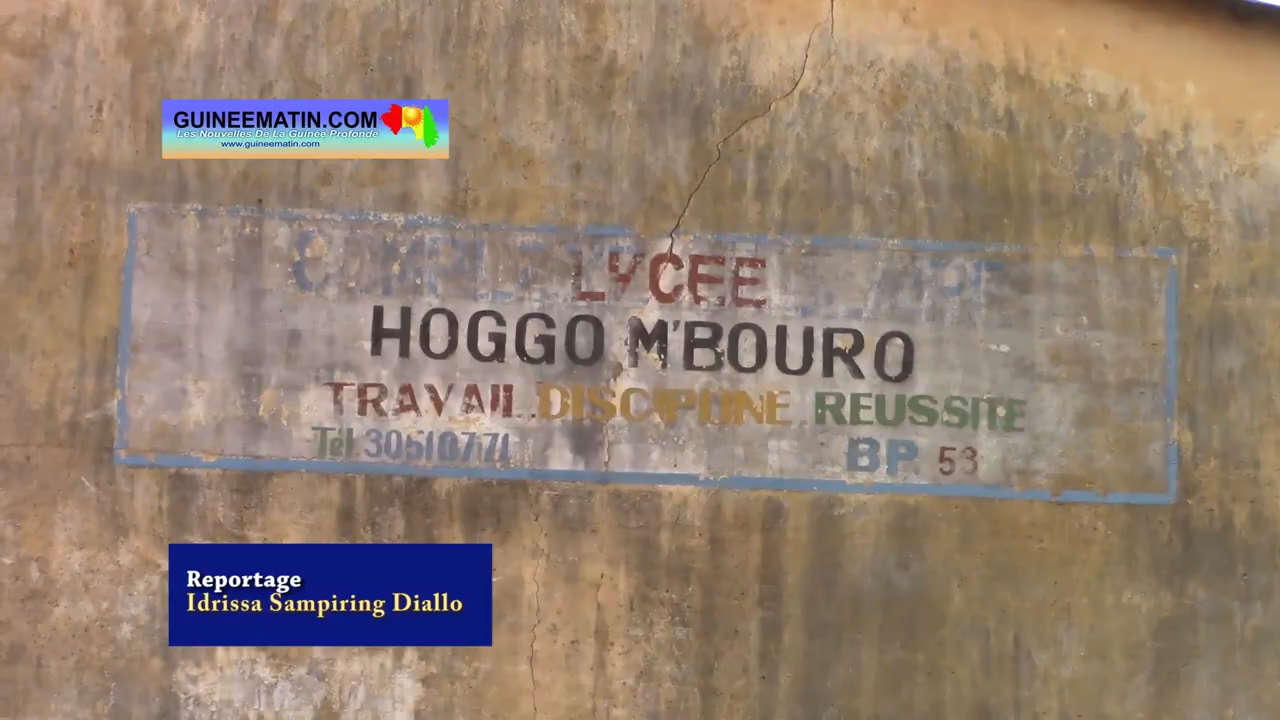 GUINEEMATIN.COM
Les Nouvelles De La Guinée Profonde
www.guineematin.com
LYCEE
HOGGO M'BOURO
TRAVAIL DISCIPLINE REUSSITE
Tél 30510771 BP 53
Reportage
Idrissa Sampiring Diallo